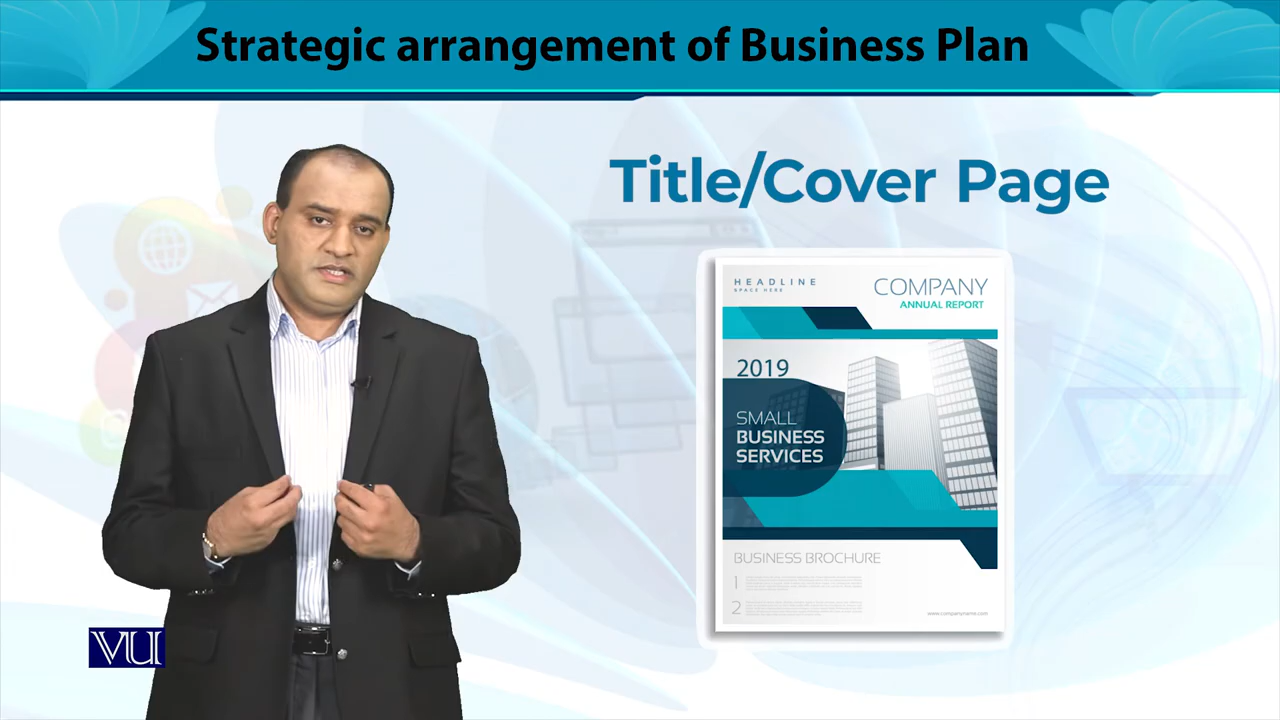 Strategic arrangement of Business Plan
Title/Cover Page
HEADLINE
SPACE HERE
COMPANY
ANNUAL REPORT
2019
SMALL
BUSINESS
SERVICES
BUSINESS BROCHURE
1
2
www.companyname.com
VU